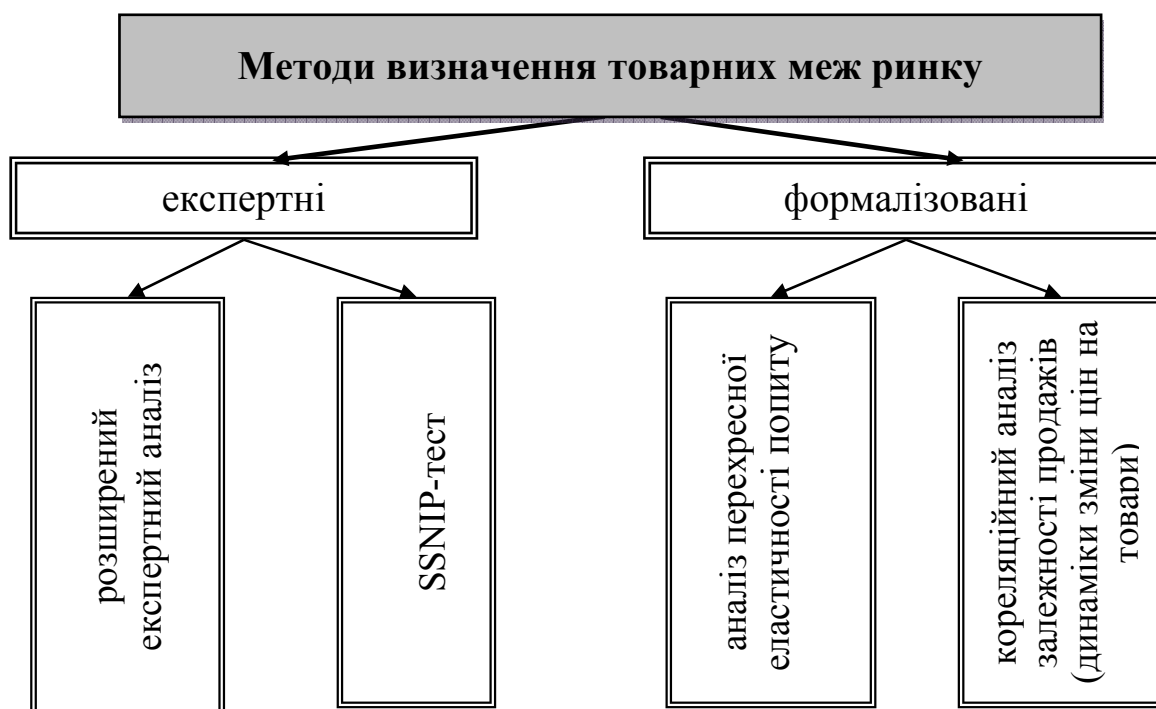 Методи визначення товарних меж ринку
експертні
формалізовані
розширений
експертний аналіз
SSNIP-тест
аналіз перехресної
еластичності попиту
кореляційний аналіз
залежності продажів
(динаміки зміни цін на
товари)